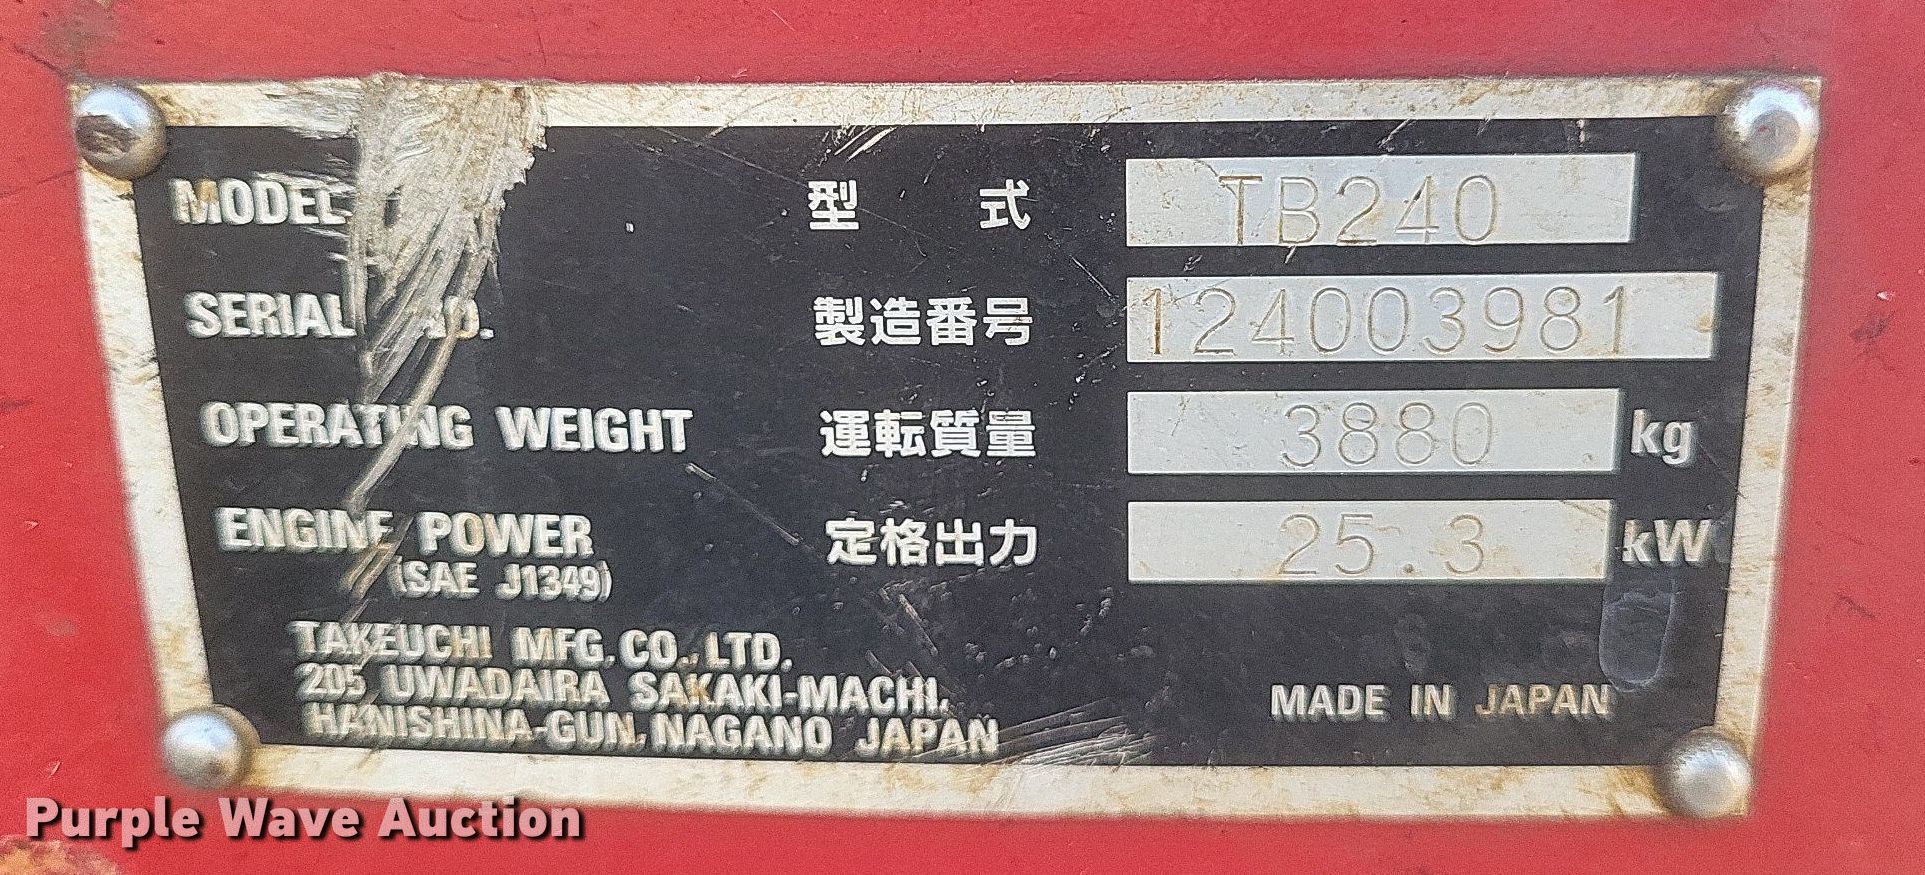 MODEL 型式 TB240
SERIAL NO. 製造番号 124003981
OPERATING WEIGHT 運転質量 3880 kg
ENGINE POWER 定格出力 25.3 kW
(SAE J1349)
TAKEUCHI MFG.CO.,LTD.
205 UWADAIRA SAKAKI-MACHI,
HANISHINA-GUN,NAGANO JAPAN
MADE IN JAPAN
Purple Wave Auction